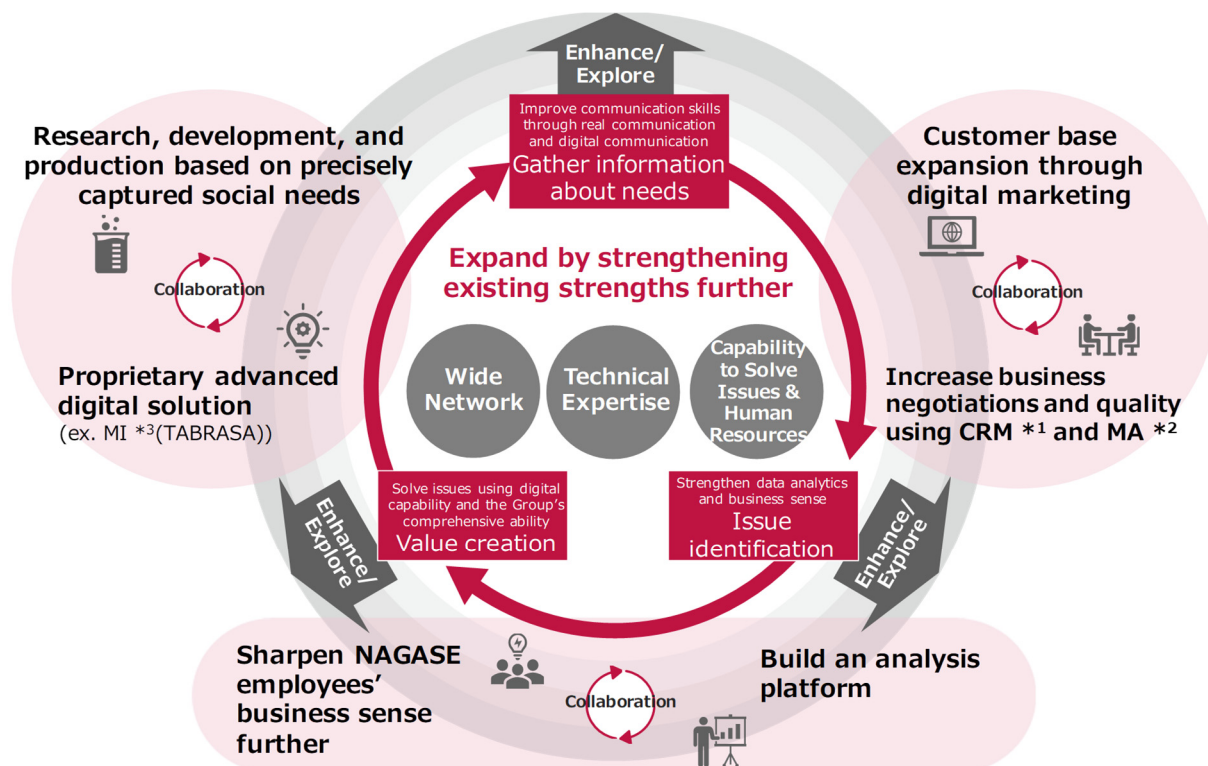 Enhance/
Explore
Improve communication skills
through real communication
and digital communication
Gather information
about needs
Research, development, and
production based on precisely
captured social needs
Collaboration
Proprietary advanced
digital solution
(ex. MI *3(TABRASA))
Customer base
expansion through
digital marketing
Collaboration
Increase business
negotiations and quality
using CRM *1 and MA *2
Expand by strengthening
existing strengths further
Wide
Network
Technical
Expertise
Capability
to Solve
Issues &
Human
Resources
Solve issues using digital
capability and the Group's
comprehensive ability
Value creation
Strengthen data analytics
and business sense
Issue
identification
Enhance/
Explore
Enhance/
Explore
Sharpen NAGASE
employees'
business sense
further
Collaboration
Build an analysis
platform